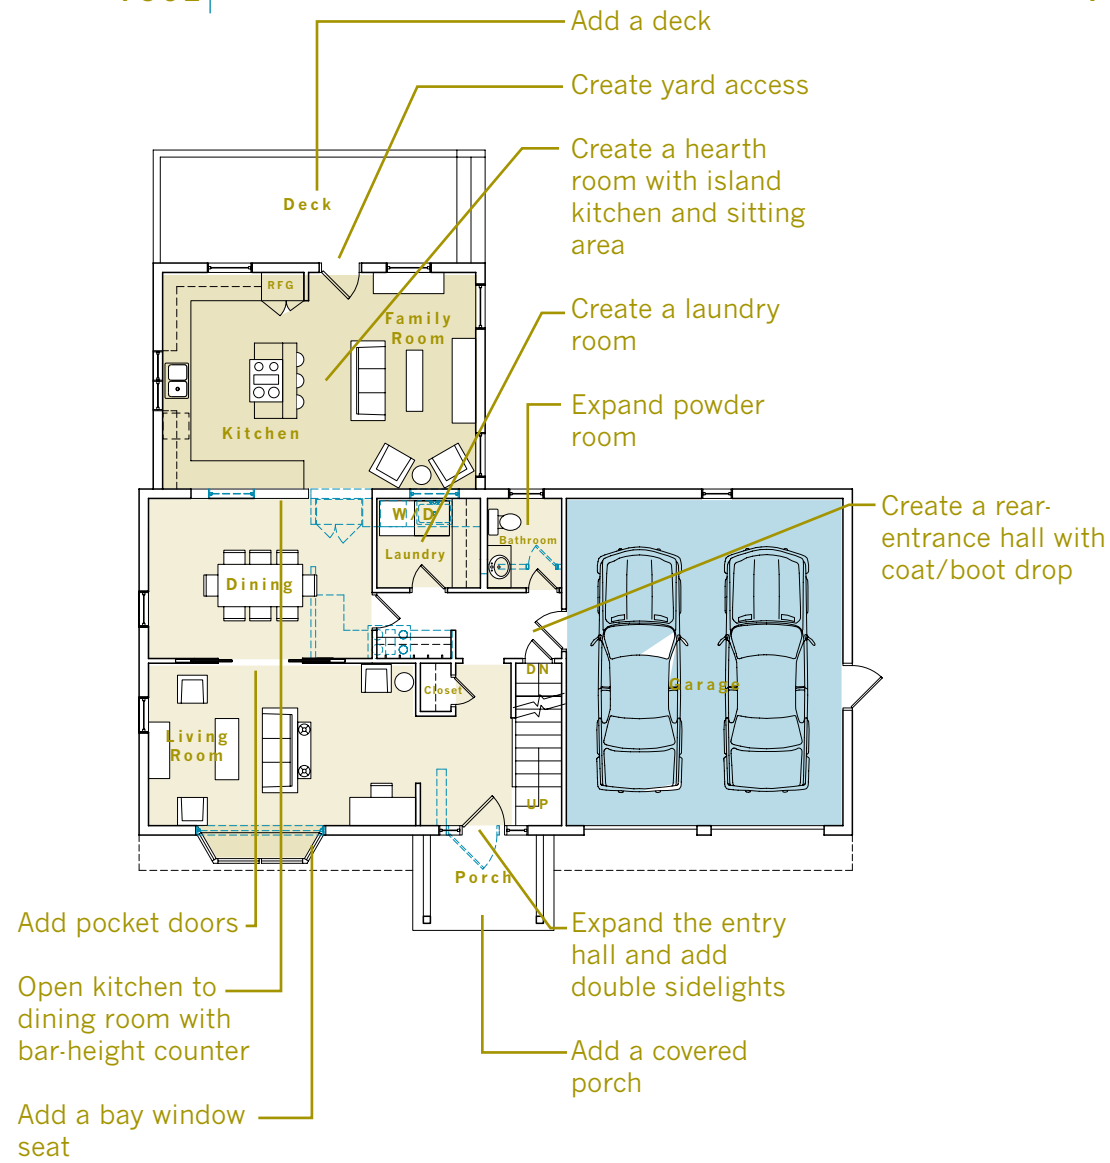 Add a deck
Create yard access
Create a hearth
room with island
kitchen and sitting
area
Create a laundry
room
Expand powder
room
Create a rear-
entrance hall with
coat/boot drop
Deck
RFG
Family
Room
Kitchen
W/D
Laundry
Bathroom
Dining
DN
Closet
Garage
Living
Room
UP
Porch
Add pocket doors
Open kitchen to
dining room with
bar-height counter
Add a bay window
seat
Expand the entry
hall and add
double sidelights
Add a covered
porch